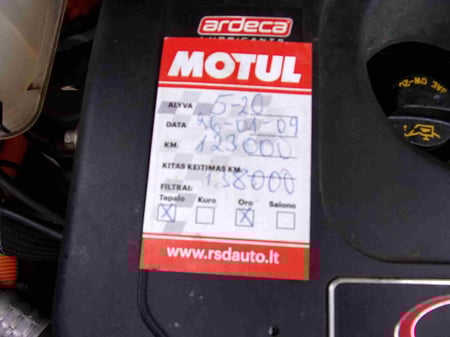 ardeca
LUBRICANTS
MOTUL
ALYVA 5-20
DATA 26-01-09
KM. 123000
KITAS KEITIMAS KM. 138000
FILTRAI:
Tepalo Kuro Oro Salono
X X
www.rsdauto.lt